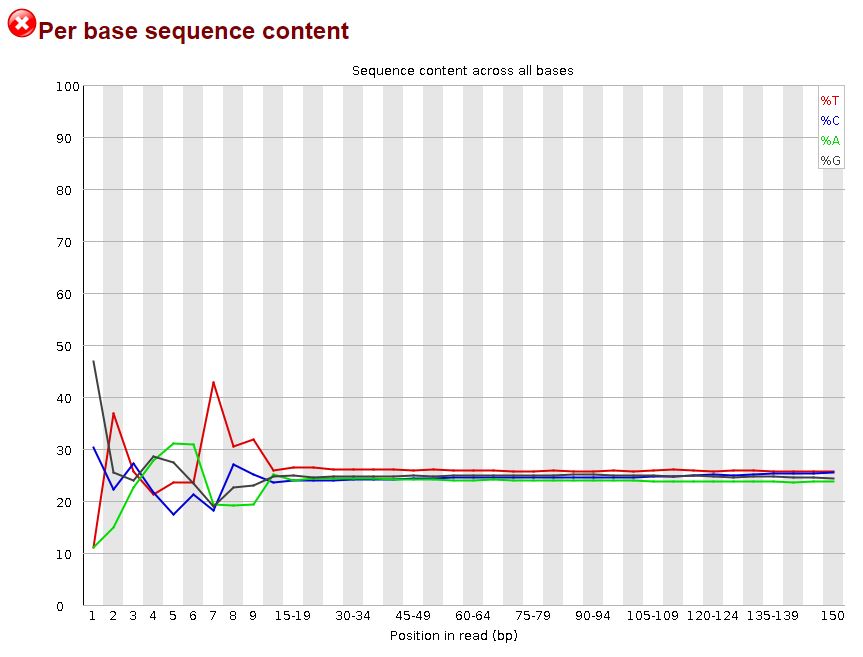 Per base sequence content
Sequence content across all bases
100
90
80
70
60
50
40
30
20
10
0
%T
%C
%A
%G
1 2 3 4 5 6 7 8 9 15-19 30-34 45-49 60-64 75-79 90-94 105-109 120-124 135-139 150
Position in read (bp)